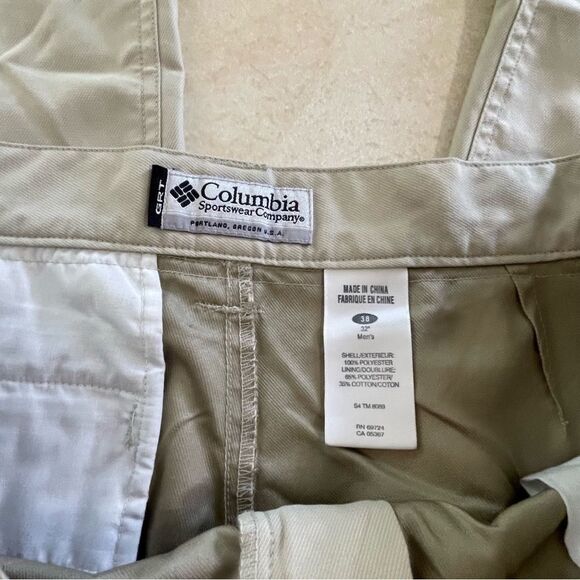 GRT
Columbia
Sportswear Company®
PORTLAND, OREGON U.S.A.
MADE IN CHINA
FABRIQUE EN CHINE
38
32"
Men's
SHELL/EXTERIEUR:
100% POLYESTER
LINING/DOUBLURE:
65% POLYESTER/
35% COTTON/COTON
S4 TM 8089
RN 69724
CA 05367